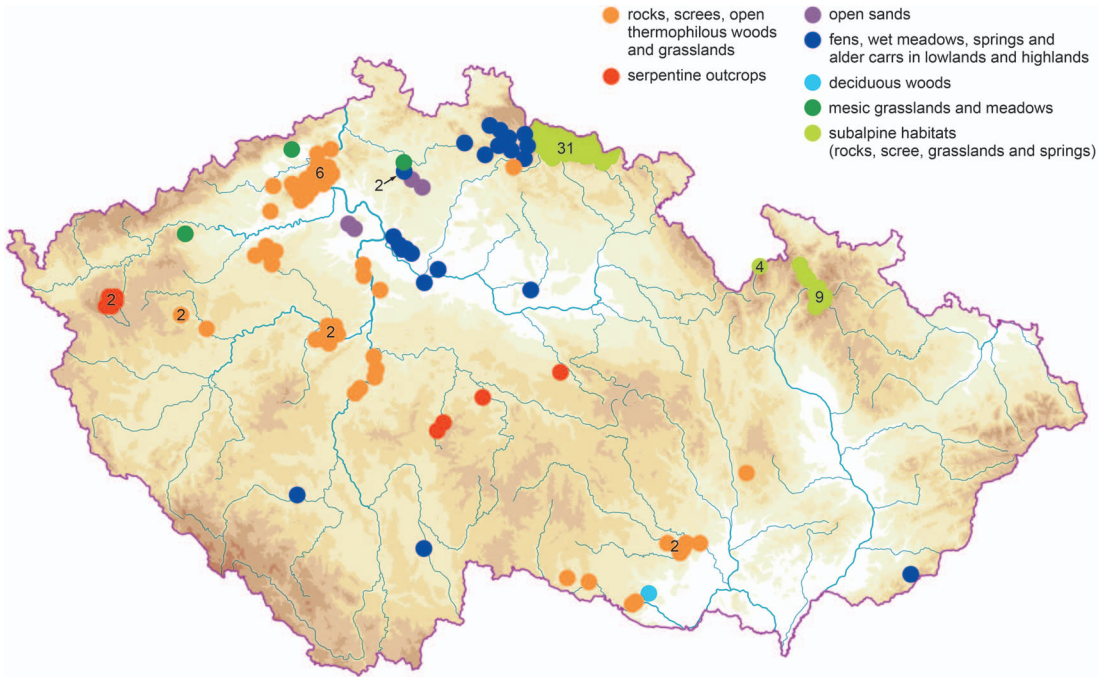 rocks, screes, open
thermophilous woods
and grasslands
serpentine outcrops
open sands
fens, wet meadows, springs and
alder carrs in lowlands and highlands
deciduous woods
mesic grasslands and meadows
subalpine habitats
(rocks, scree, grasslands and springs)
31
6
2
4
9
2
2
2
2